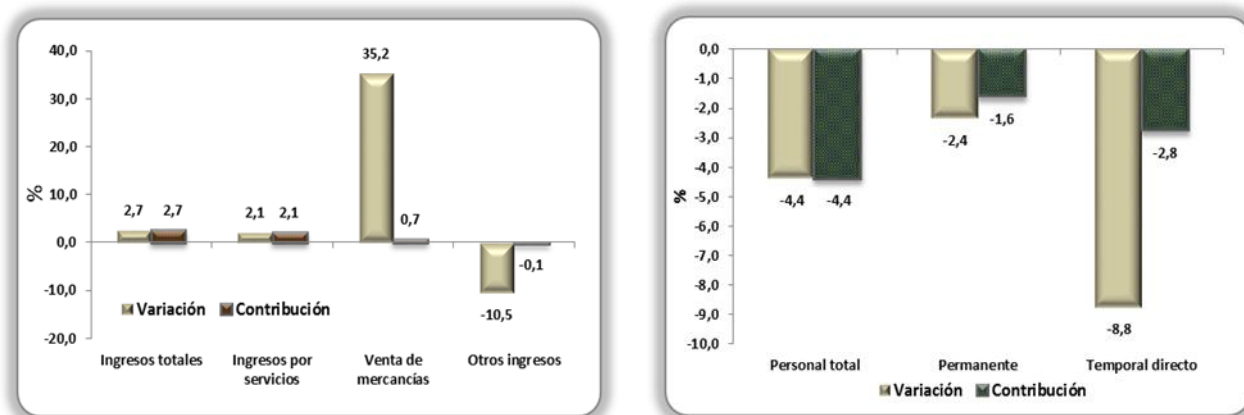 40,0
30,0
20,0
10,0
0,0
-10,0
-20,0
%
2,7
2,7
2,1
2,1
35,2
0,7
-10,5
-0,1
Variación
Contribución
Ingresos totales
Ingresos por
servicios
Venta de
mercancías
Otros ingresos
0,0
-1,0
-2,0
-3,0
-4,0
-5,0
-6,0
-7,0
-8,0
-9,0
-10,0
%
-4,4
-4,4
-2,4
-1,6
-8,8
-2,8
Personal total
Permanente
Temporal directo
Variación
Contribución